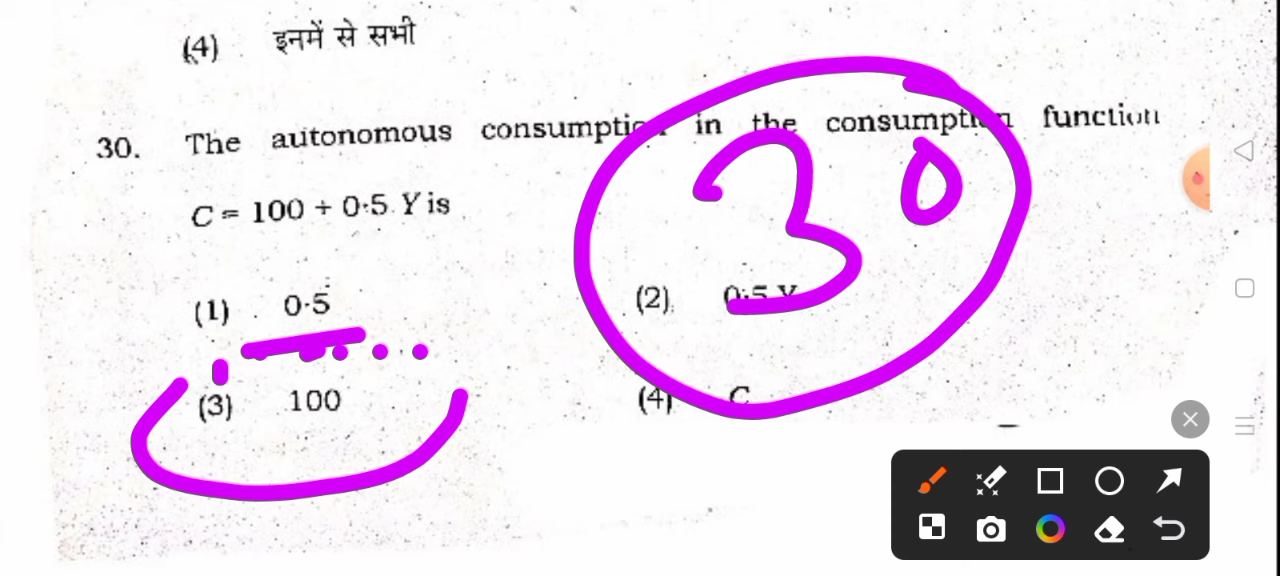 (4) इनमें से सभी
30. The autonomous consumption in the consumption function
C = 100 + 0·5 Y is
(1) 0·5
(2) 0·5 Y
(3) 100
(4) C
30